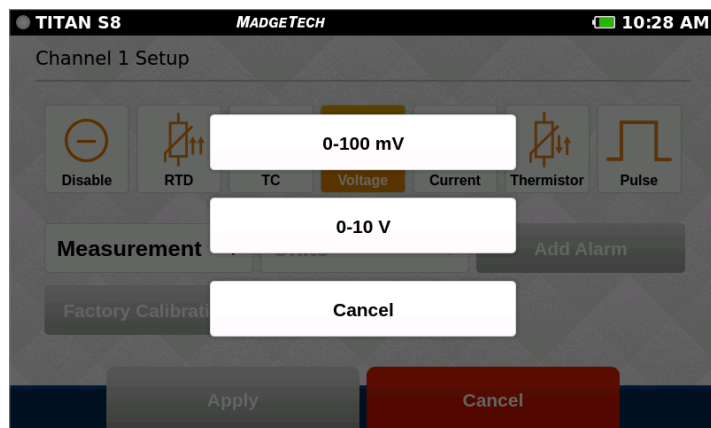 TITAN S8 MADGETECH 10:28 AM
Channel 1 Setup
0-100 mV
Disable RTD TC Voltage Current Thermistor Pulse
0-10 V
Measurement Add Alarm
Cancel
Apply Cancel